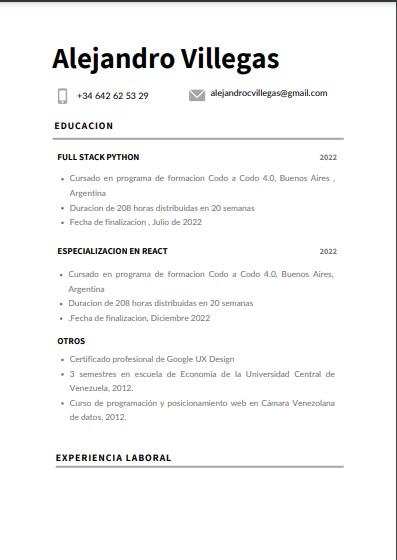 Alejandro Villegas
+34 642 62 53 29
alejandrocvillegas@gmail.com
EDUCACION
FULL STACK PYTHON 2022
• Cursado en programa de formacion Codo a Codo 4.0, Buenos Aires ,
Argentina
• Duracion de 208 horas distribuidas en 20 semanas
• Fecha de finalizacion , Julio de 2022
ESPECIALIZACION EN REACT 2022
• Cursado en programa de formacion Codo a Codo 4.0, Buenos Aires,
Argentina
• Duracion de 208 horas distribuidas en 20 semanas
• .Fecha de finalizacion, Diciembre 2022
OTROS
• Certificado profesional de Google UX Design
• 3 semestres en escuela de Economía de la Universidad Central de
Venezuela, 2012.
• Curso de programación y posicionamiento web en Cámara Venezolana
de datos, 2012.
EXPERIENCIA LABORAL